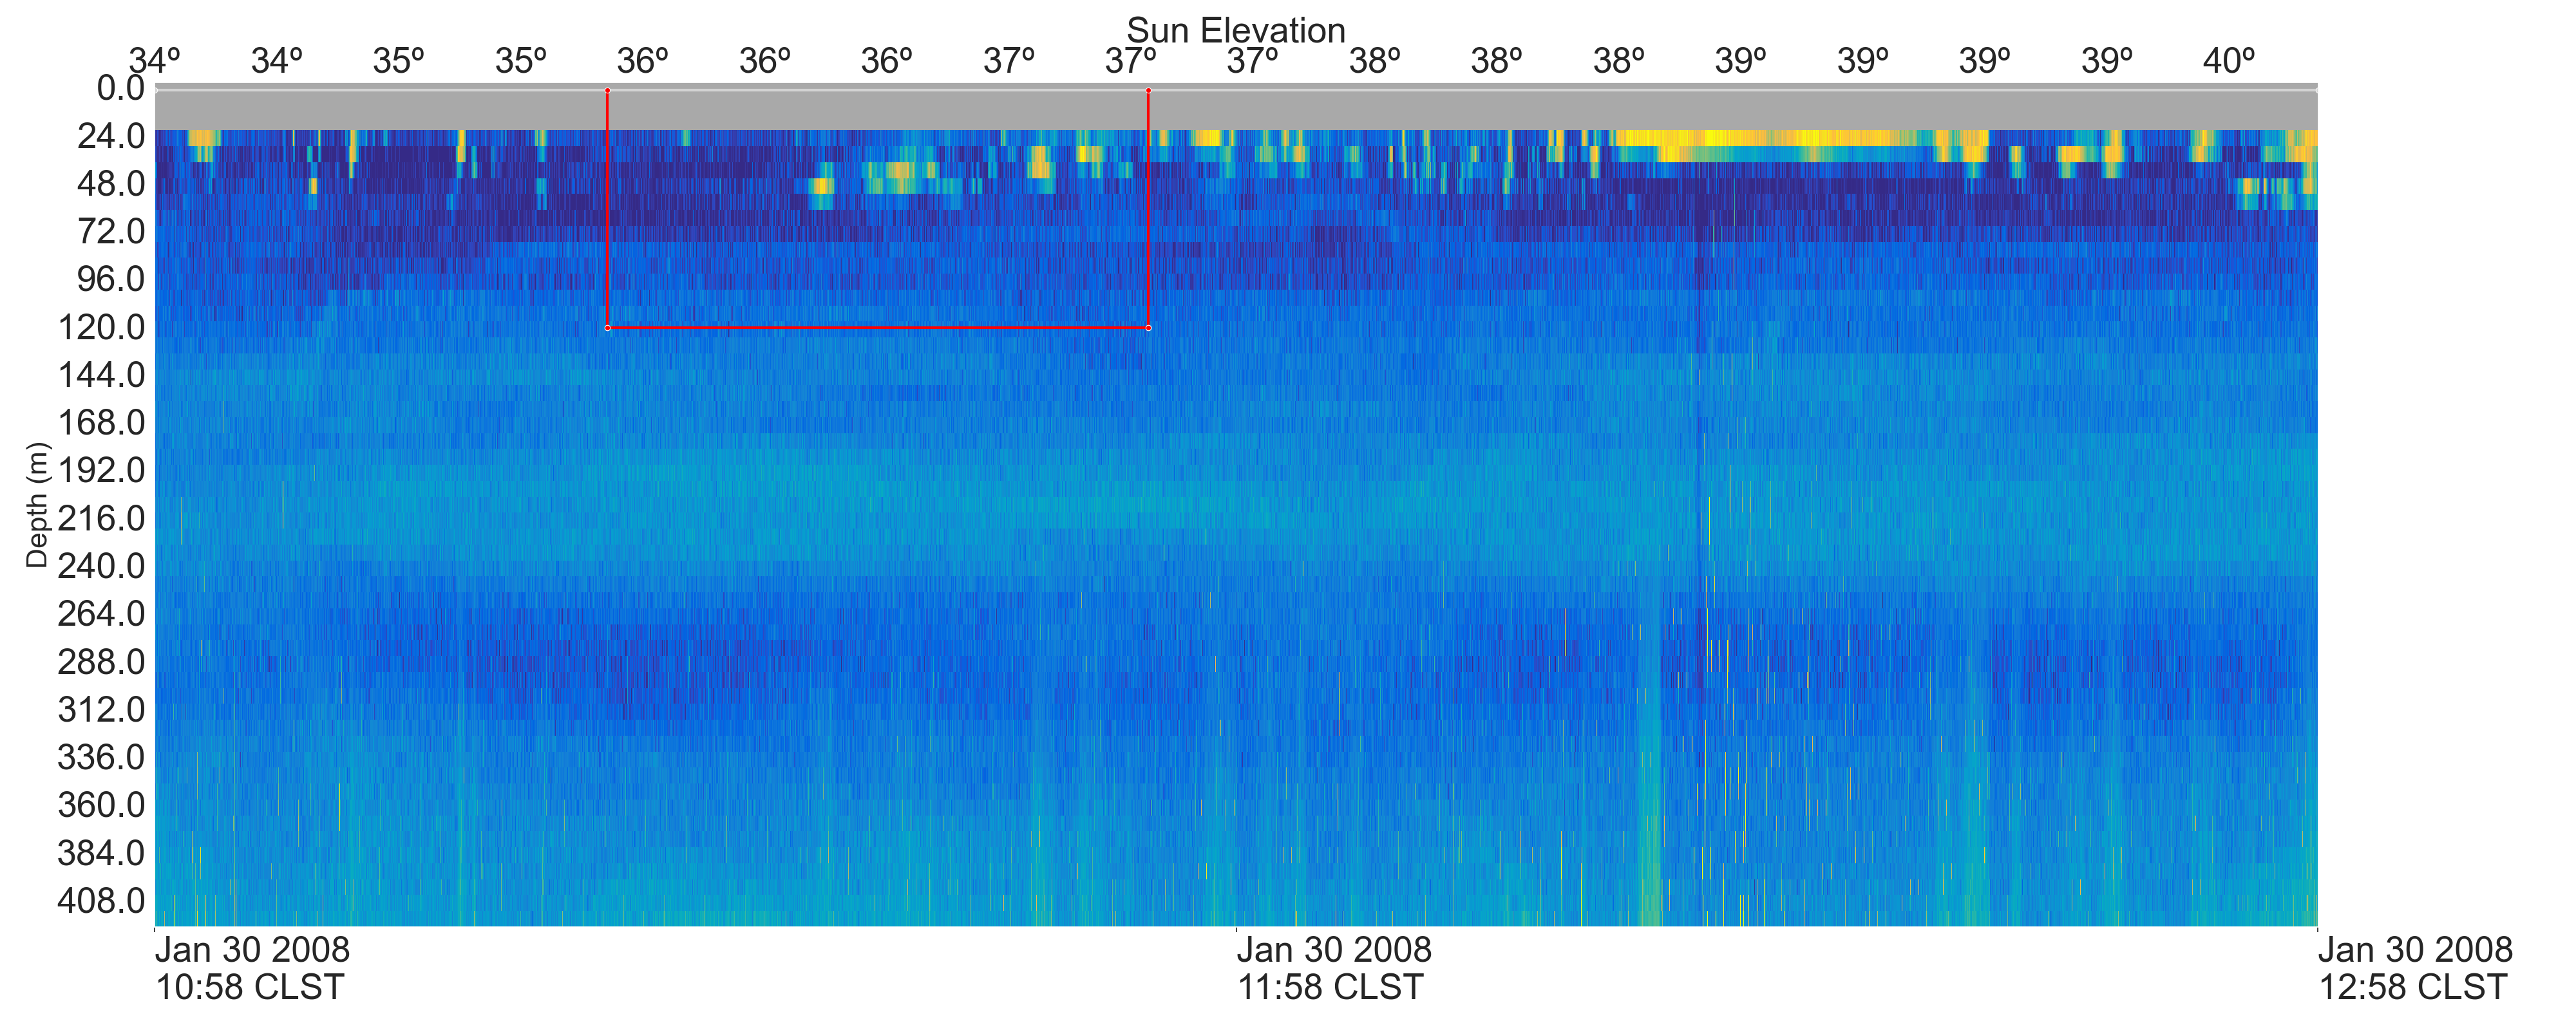 Sun Elevation
34º 34º 35º 35º 36º 36º 36º 37º 37º 37º 38º 38º 38º 39º 39º 39º 39º 40º
0.0
24.0
48.0
72.0
96.0
120.0
144.0
168.0
192.0
216.0
240.0
264.0
288.0
312.0
336.0
360.0
384.0
408.0
Depth (m)
Jan 30 2008
10:58 CLST
Jan 30 2008
11:58 CLST
Jan 30 2008
12:58 CLST